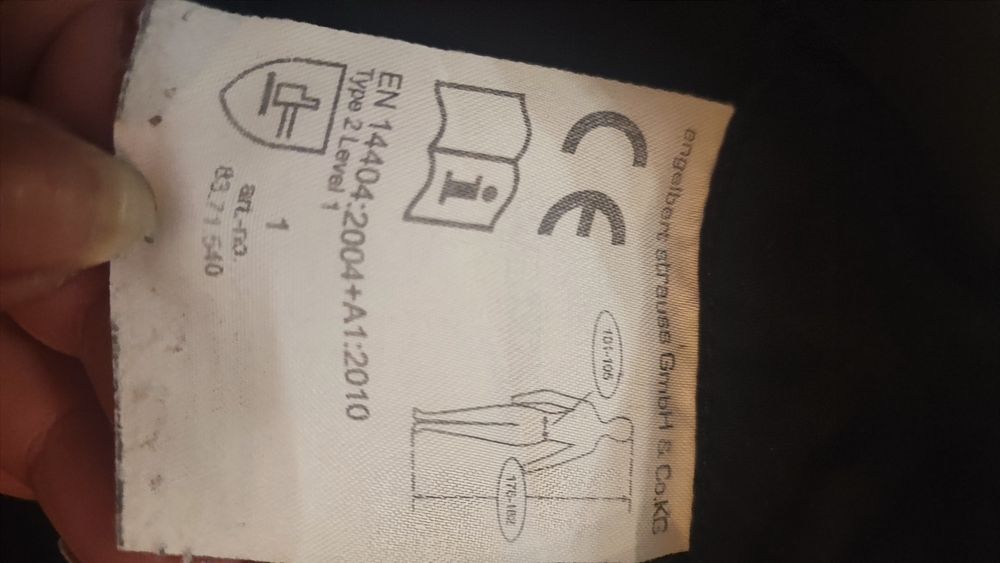 engelbert strauss GmbH & Co.KG
CE
101-105
176-182
i
EN 14404:2004+A1:2010
Type 2 Level 1
1
art.-no.
83.71.540